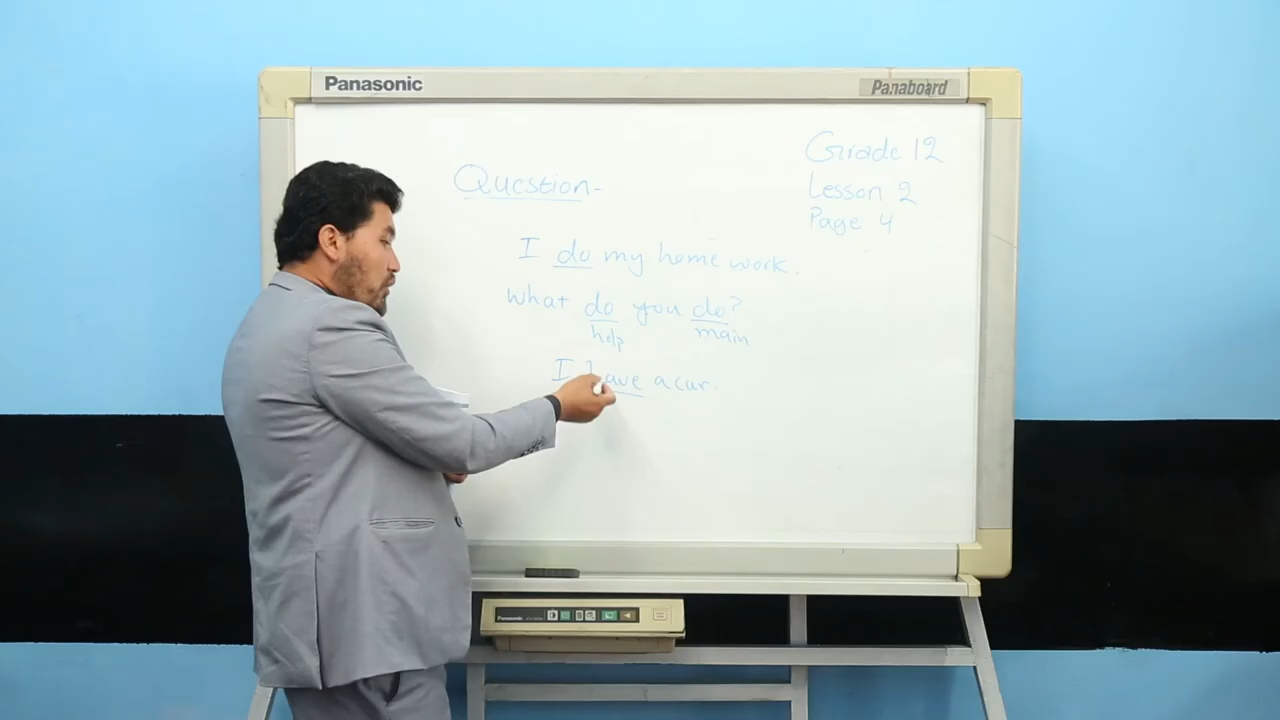 Panasonic
Panaboard
Grade 12
Lesson 2
Page 4
Question-
I do my home work.
What do you do?
help main
I have a car.
Panasonic